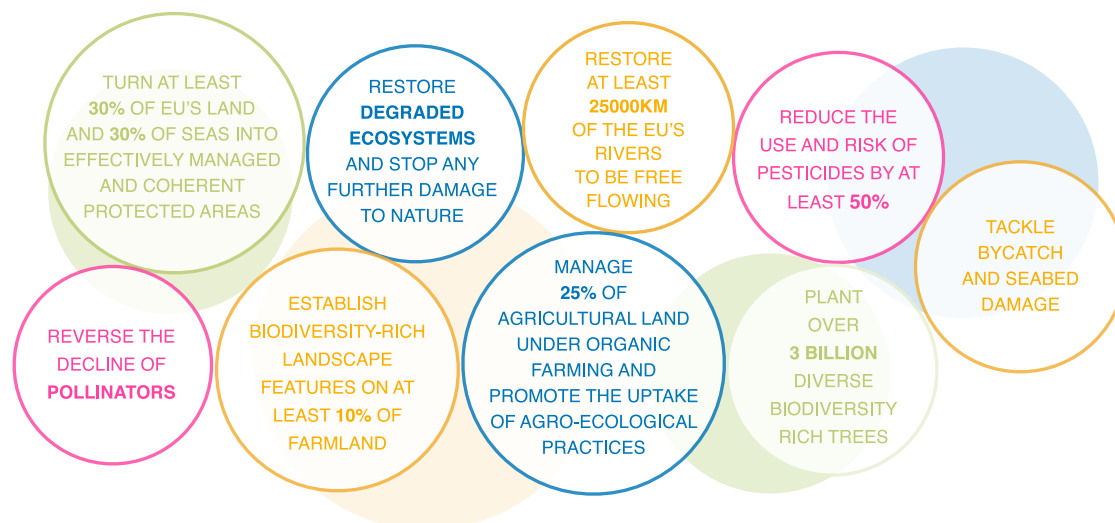 TURN AT LEAST
30% OF EU'S LAND
AND 30% OF SEAS INTO
EFFECTIVELY MANAGED
AND COHERENT
PROTECTED AREAS
RESTORE
DEGRADED
ECOSYSTEMS
AND STOP ANY
FURTHER DAMAGE
TO NATURE
RESTORE
AT LEAST
25000KM
OF THE EU'S
RIVERS
TO BE FREE
FLOWING
REDUCE THE
USE AND RISK OF
PESTICIDES BY AT
LEAST 50%
TACKLE
BYCATCH
AND SEABED
DAMAGE
REVERSE THE
DECLINE OF
POLLINATORS
ESTABLISH
BIODIVERSITY-RICH
LANDSCAPE
FEATURES ON AT
LEAST 10% OF
FARMLAND
MANAGE
25% OF
AGRICULTURAL LAND
UNDER ORGANIC
FARMING AND
PROMOTE THE UPTAKE
OF AGRO-ECOLOGICAL
PRACTICES
PLANT
OVER
3 BILLION
DIVERSE
BIODIVERSITY
RICH TREES